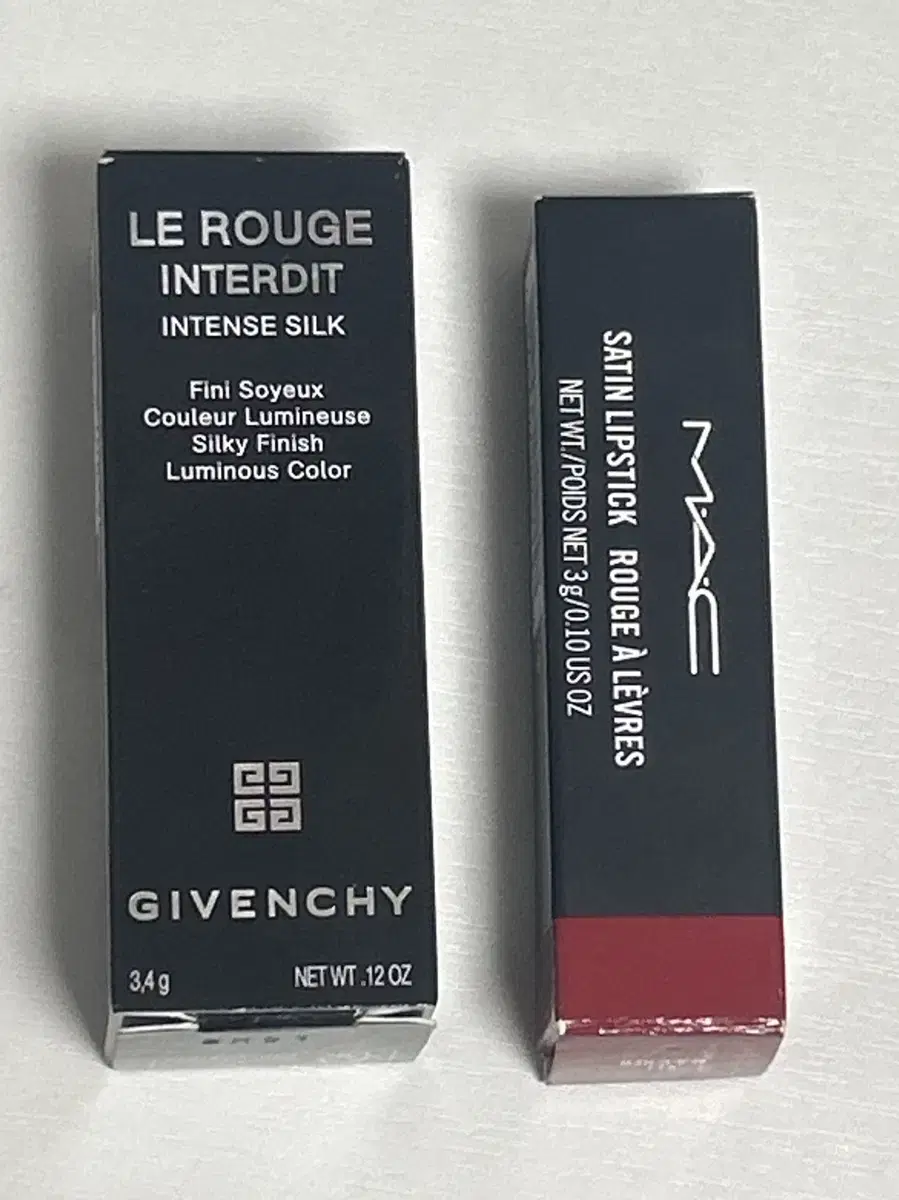 LE ROUGE
INTERDIT
INTENSE SILK
Fini Soyeux
Couleur Lumineuse
Silky Finish
Luminous Color
GIVENCHY
3,4 g
NET WT .12 OZ
M·A·C
SATIN LIPSTICK ROUGE À LÈVRES
NET WT./POIDS NET 3 g/0.10 US OZ